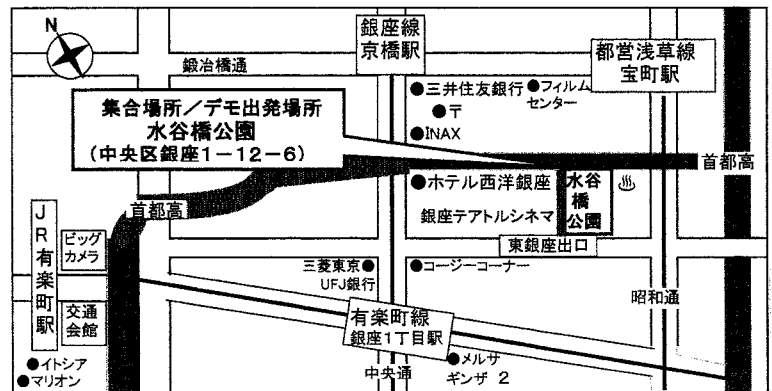 N
銀座線
京橋駅
鍛冶橋通
都営浅草線
宝町駅
●三井住友銀行
●フィルム
センター
●〒
●INAX
集合場所／デモ出発場所
水谷橋公園
(中央区銀座1－12－6)
首都高
●ホテル西洋銀座
水谷
橋
公園
♨
首都高
銀座テアトルシネマ
東銀座出口
JR有楽町駅
ビッグ
カメラ
三菱東京●
UFJ銀行
●コージーコーナー
昭和通
交通
会館
有楽町線
銀座1丁目駅
●イトシア
●マリオン
中央通
●メルサ
ギンザ 2